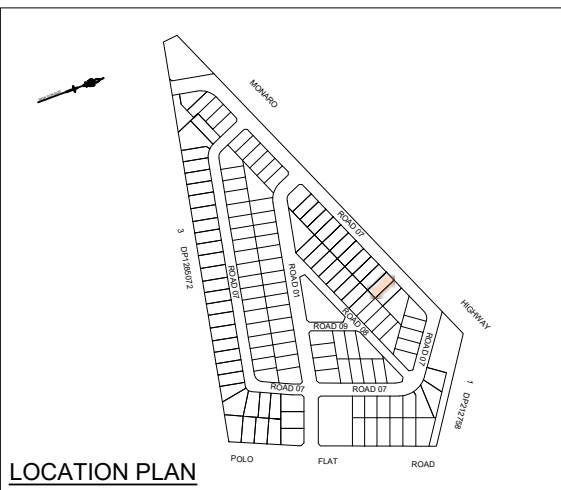 MONARO
ROAD 07
3
DP1285072
ROAD 07
ROAD 01
ROAD 08
HIGHWAY
ROAD 09
ROAD 07
1 DP212758
ROAD 07
ROAD 07
POLO
FLAT
ROAD
LOCATION PLAN